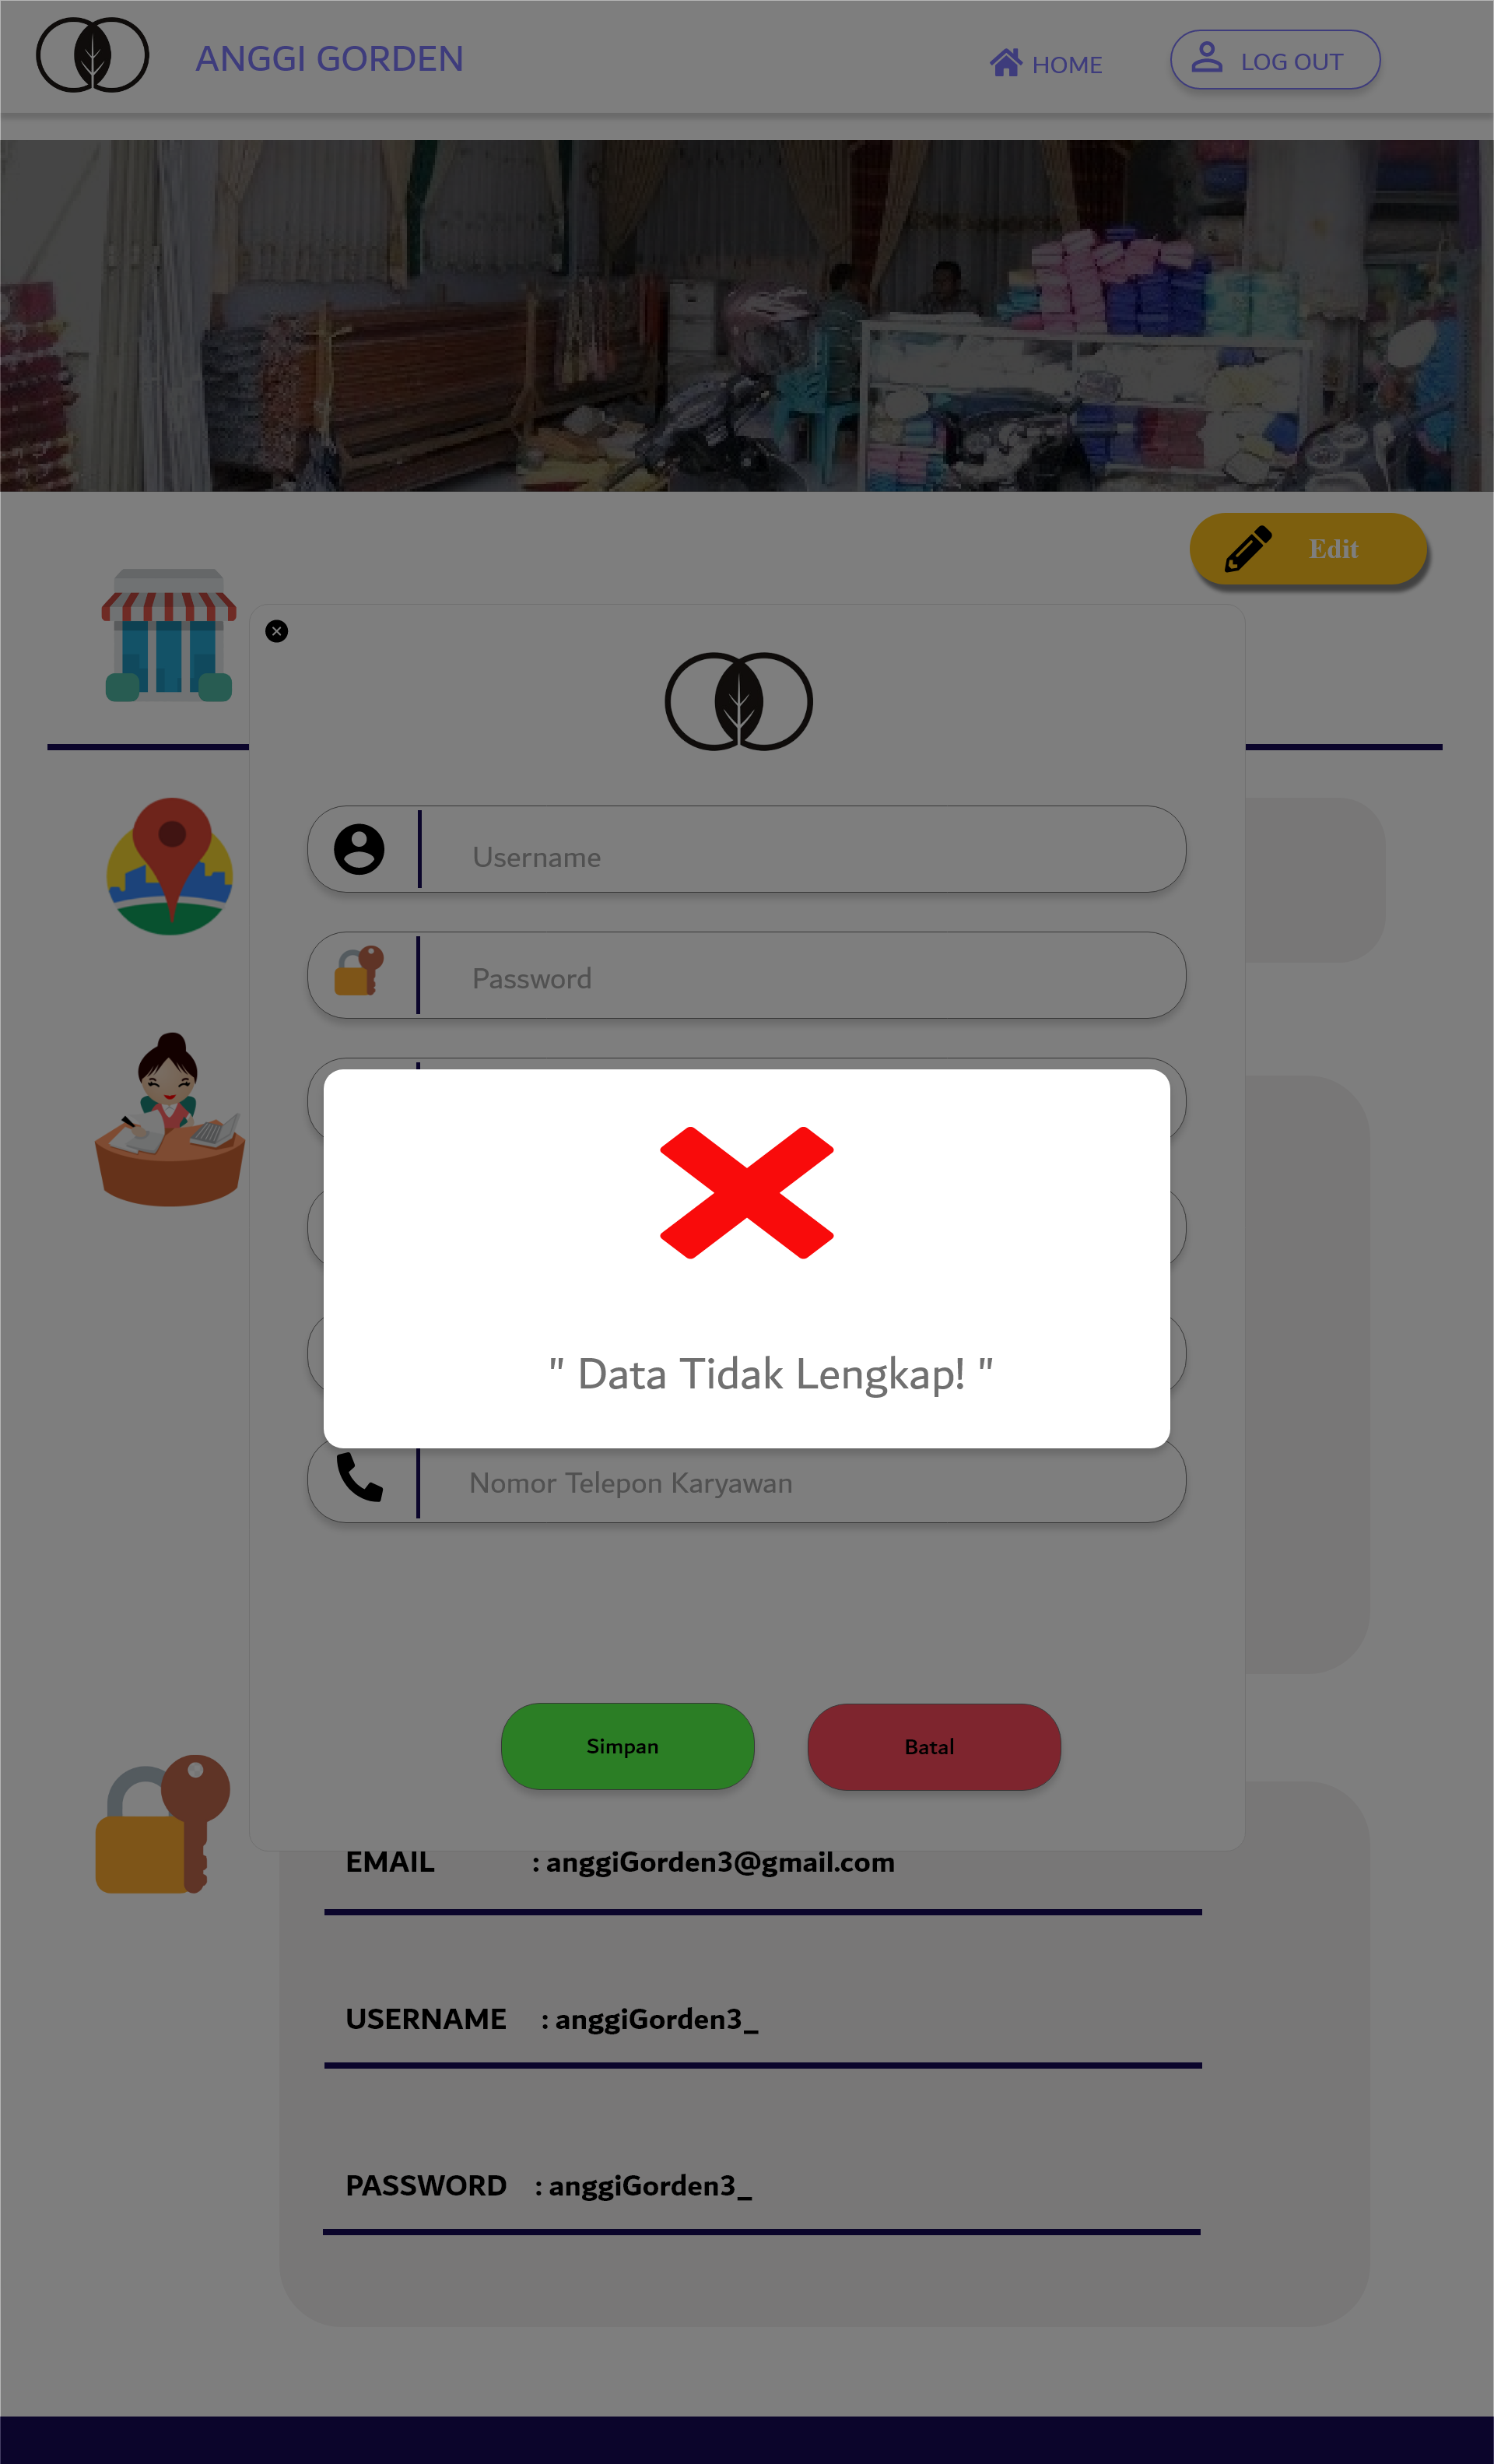 ANGGI GORDEN
HOME
LOG OUT
Edit
Username
Password
" Data Tidak Lengkap! "
Nomor Telepon Karyawan
Simpan
Batal
EMAIL : anggiGorden3@gmail.com
USERNAME : anggiGorden3_
PASSWORD : anggiGorden3_